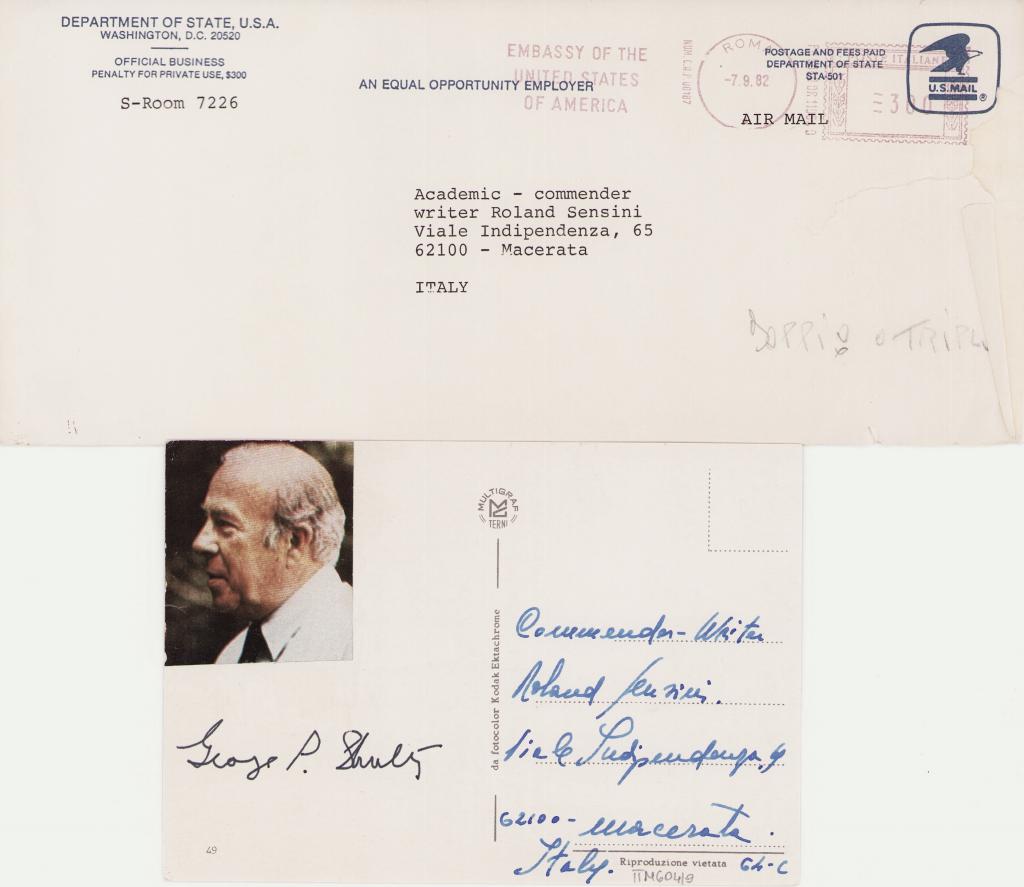 DEPARTMENT OF STATE, U.S.A.
WASHINGTON, D.C. 20520
OFFICIAL BUSINESS
PENALTY FOR PRIVATE USE, $300
S-Room 7226
AN EQUAL OPPORTUNITY EMPLOYER
EMBASSY OF THE
UNITED STATES
OF AMERICA
ROMA
-7.9.82
POSTAGE AND FEES PAID
DEPARTMENT OF STATE
STA-501
ITALIANE
300
U.S.MAIL
®
AIR MAIL
Academic - commender
writer Roland Sensini
Viale Indipendenza, 65
62100 - Macerata
ITALY
MULTIGRAF
TERNI
da fotocolor Kodak Ektachrome
Commender - Writer
Roland Sensini.
62100 - Macerata.
Italy.
George P. Shultz
49
Riproduzione vietata